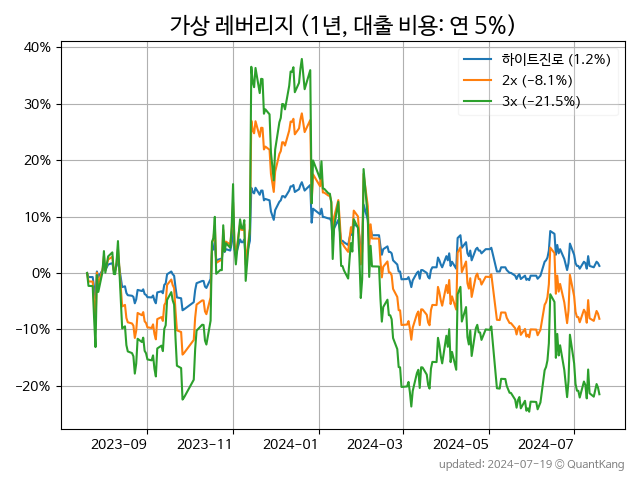 가상 레버리지 (1년, 대출 비용: 연 5%)
40%
30%
20%
10%
0%
−10%
−20%
하이트진로 (1.2%)
2x (−8.1%)
3x (−21.5%)
2023-09
2023-11
2024-01
2024-03
2024-05
2024-07
updated: 2024-07-19 © QuantKang